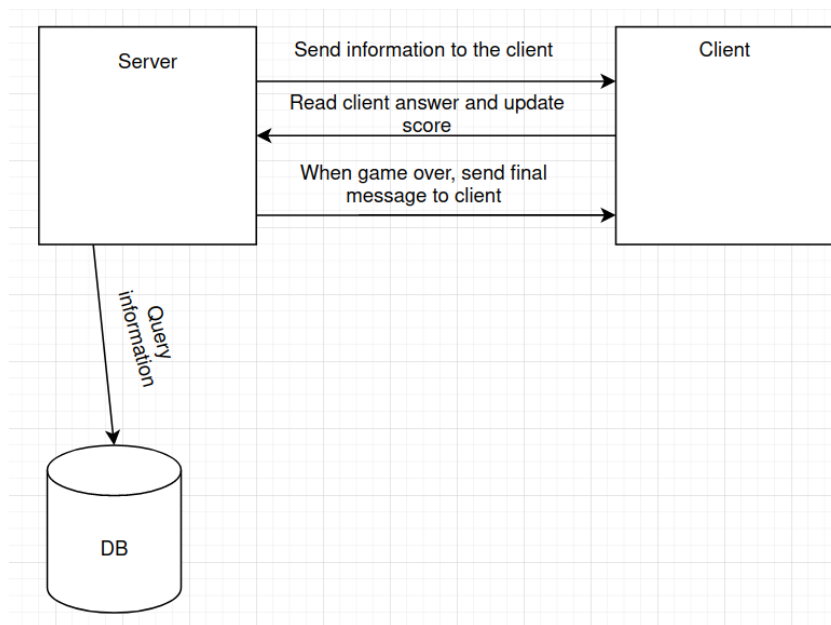 Server
Send information to the client
Client
Read client answer and update
score
When game over, send final
message to client
Query
information
DB